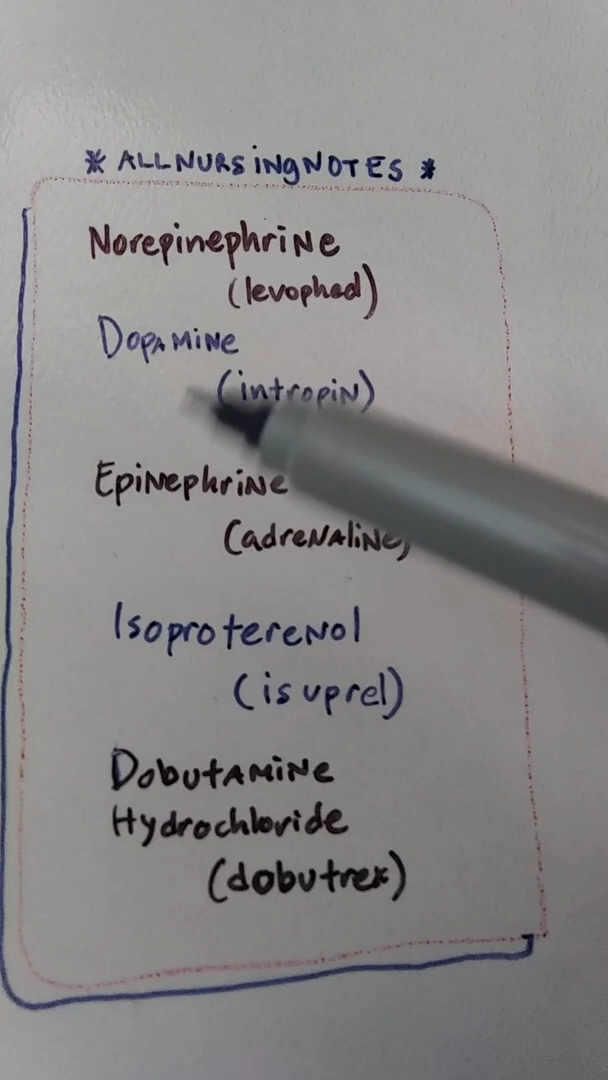 * ALLNURSiNgNOTES *
NorepinephriNe
(levophed)
DopAMiNe
(intropiN)
EpiNephriNe
(adreNAliNe)
IsoprotereNol
(isuprel)
DobutAMiNe
Hydrochloride
(dobutrex)